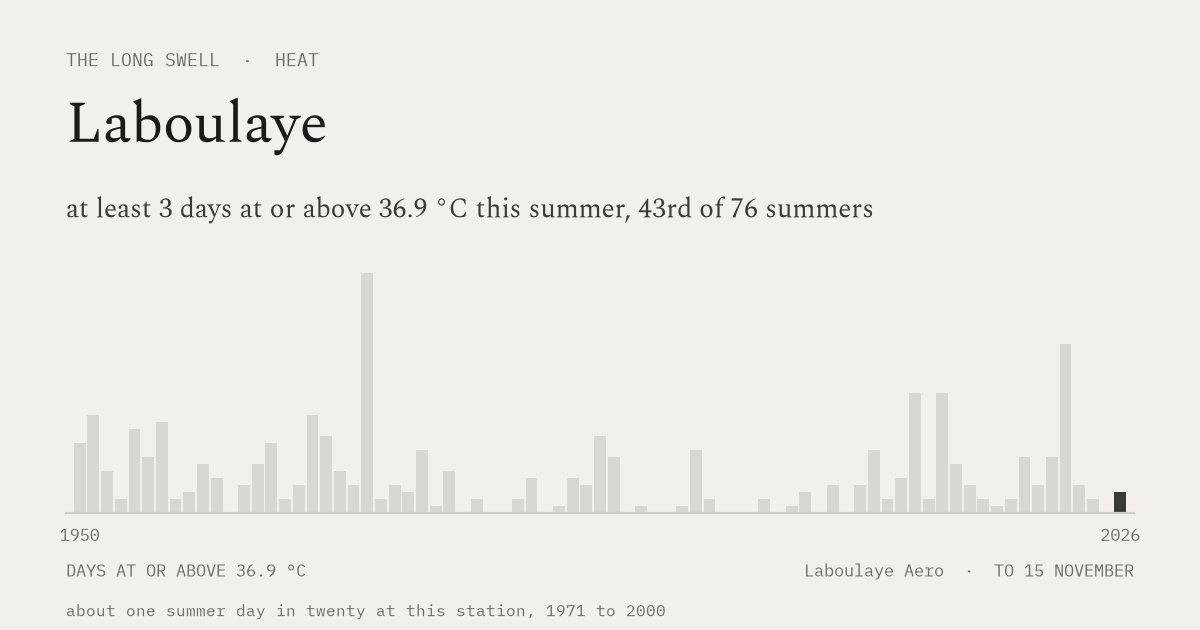 THE LONG SWELL · HEAT
Laboulaye
at least 3 days at or above 36.9 °C this summer, 43rd of 76 summers
1950 2026
DAYS AT OR ABOVE 36.9 °C Laboulaye Aero · TO 15 NOVEMBER
about one summer day in twenty at this station, 1971 to 2000